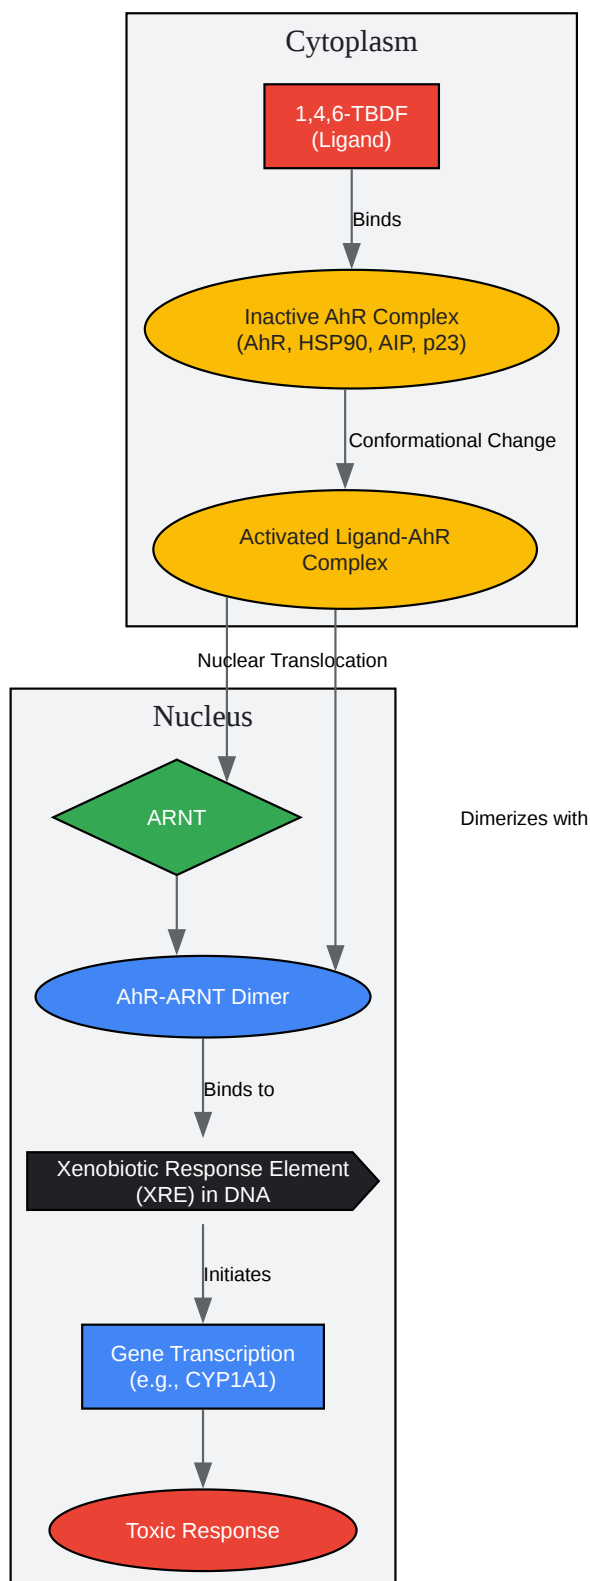 Cytoplasm
1,4,6-TBDF
(Ligand)
Binds
Inactive AhR Complex
(AhR, HSP90, AIP, p23)
Conformational Change
Activated Ligand-AhR
Complex
Nuclear Translocation
Nucleus
ARNT
Dimerizes with
AhR-ARNT Dimer
Binds to
Xenobiotic Response Element
(XRE) in DNA
Initiates
Gene Transcription
(e.g., CYP1A1)
Toxic Response